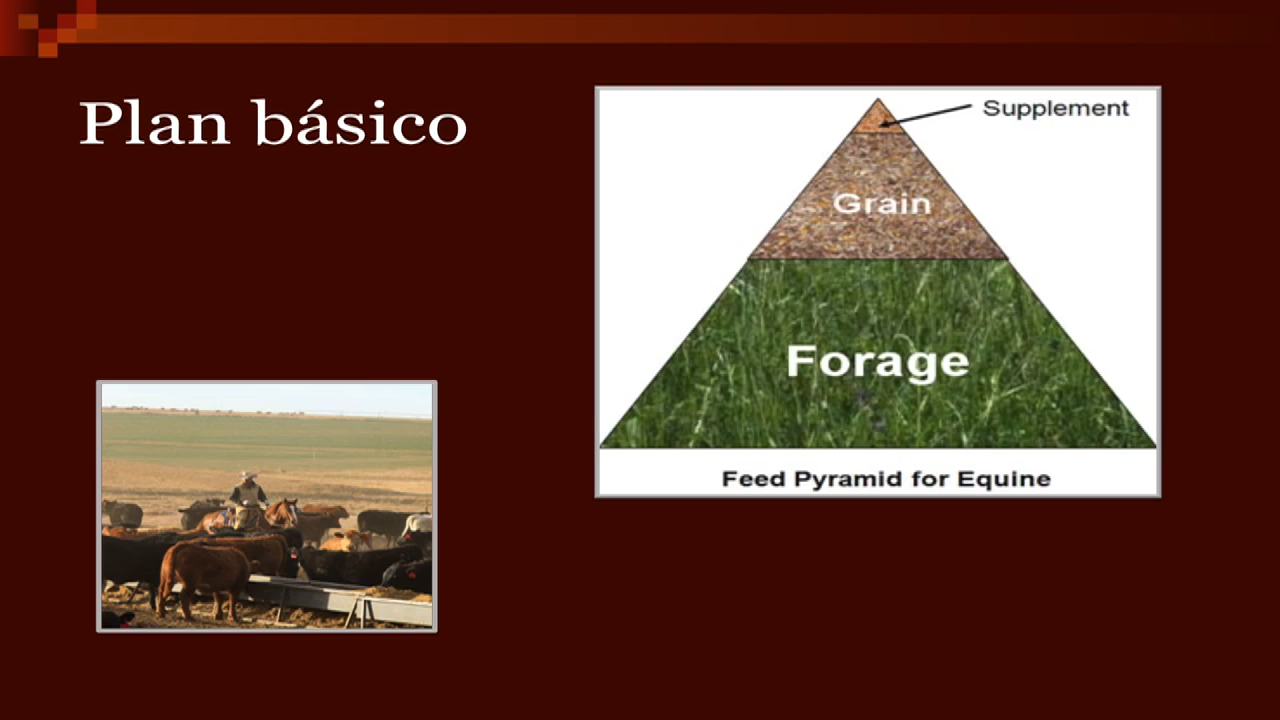 Plan básico
Supplement
Grain
Forage
Feed Pyramid for Equine